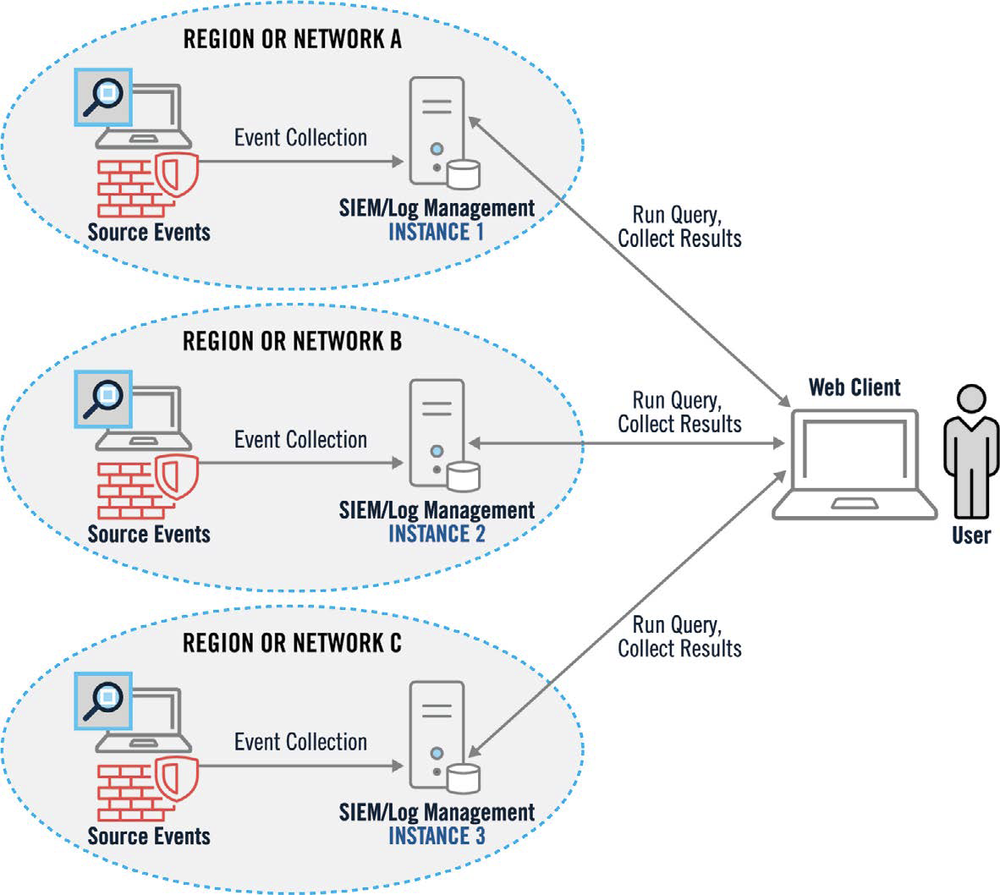 REGION OR NETWORK A
Event Collection
SIEM/Log Management
INSTANCE 1
Source Events
Run Query,
Collect Results
REGION OR NETWORK B
Event Collection
SIEM/Log Management
INSTANCE 2
Source Events
Run Query,
Collect Results
Web Client
User
REGION OR NETWORK C
Event Collection
SIEM/Log Management
INSTANCE 3
Source Events
Run Query,
Collect Results